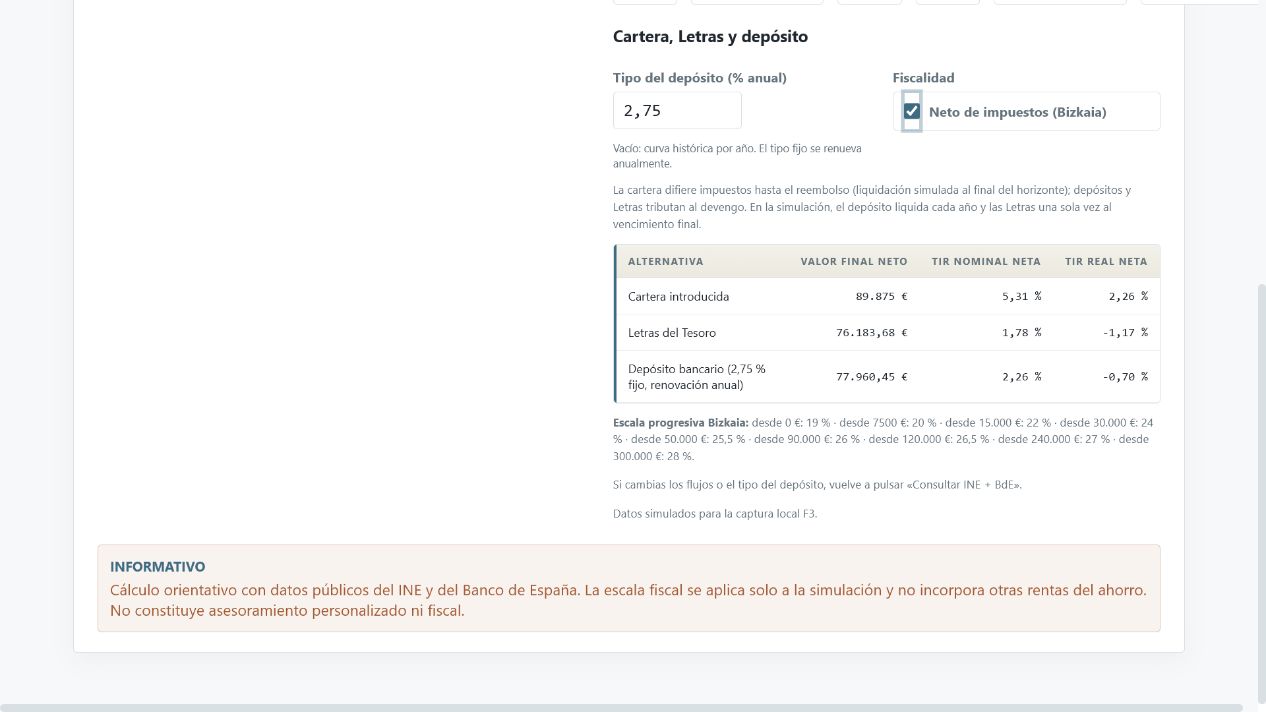 Cartera, Letras y depósito
Tipo del depósito (% anual)
Fiscalidad
2,75
Neto de impuestos (Bizkaia)
Vacío: curva histórica por año. El tipo fijo se renueva
anualmente.
La cartera difiere impuestos hasta el reembolso (liquidación simulada al final del horizonte); depósitos y
Letras tributan al devengo. En la simulación, el depósito liquida cada año y las Letras una sola vez al
vencimiento final.
ALTERNATIVA VALOR FINAL NETO TIR NOMINAL NETA TIR REAL NETA
Cartera introducida 89.875 € 5,31 % 2,26 %
Letras del Tesoro 76.183,68 € 1,78 % -1,17 %
Depósito bancario (2,75 %
fijo, renovación anual) 77.960,45 € 2,26 % -0,70 %
Escala progresiva Bizkaia: desde 0 €: 19 % · desde 7500 €: 20 % · desde 15.000 €: 22 % · desde 30.000 €: 24
% · desde 50.000 €: 25,5 % · desde 90.000 €: 26 % · desde 120.000 €: 26,5 % · desde 240.000 €: 27 % · desde
300.000 €: 28 %.
Si cambias los flujos o el tipo del depósito, vuelve a pulsar «Consultar INE + BdE».
Datos simulados para la captura local F3.
INFORMATIVO
Cálculo orientativo con datos públicos del INE y del Banco de España. La escala fiscal se aplica solo a la simulación y no incorpora otras rentas del ahorro.
No constituye asesoramiento personalizado ni fiscal.